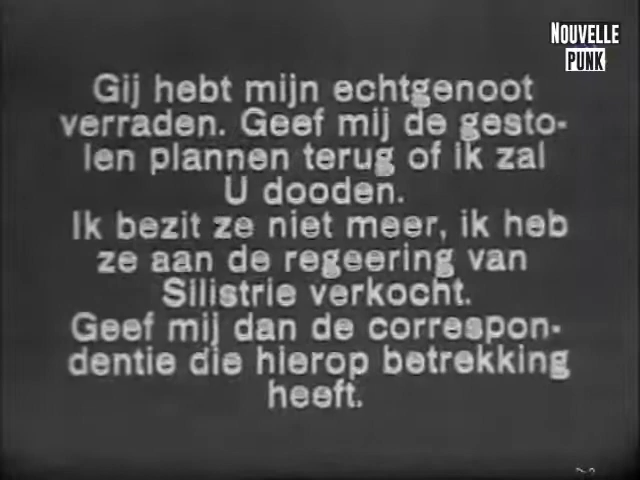 NOUVELLE
PUNK
Gij hebt mijn echtgenoot
verraden. Geef mij de gesto-
len plannen terug of ik zal
U dooden.
Ik bezit ze niet meer, ik heb
ze aan de regeering van
Silistrie verkocht.
Geef mij dan de correspon-
dentie die hierop betrekking
heeft.